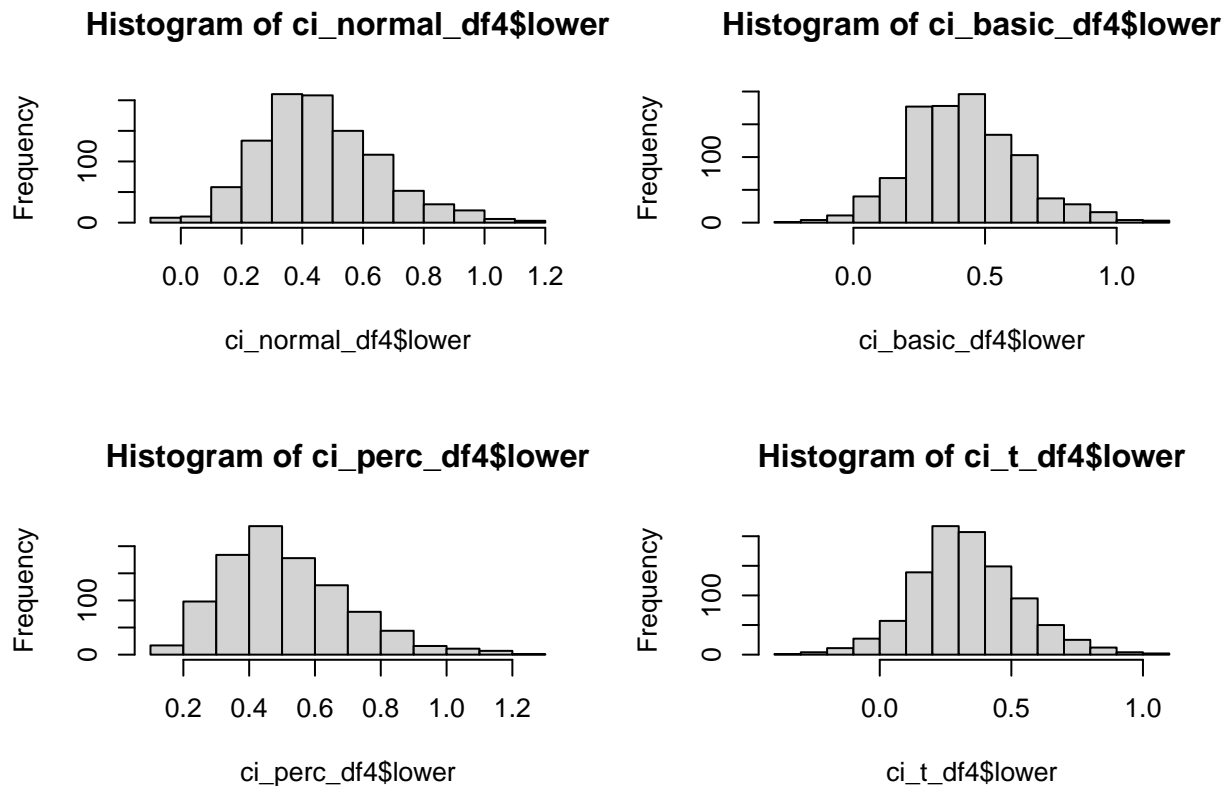 Histogram of ci_normal_df4$lower
Frequency
0 100
0.0 0.2 0.4 0.6 0.8 1.0 1.2
ci_normal_df4$lower
Histogram of ci_basic_df4$lower
Frequency
0 100
0.0 0.5 1.0
ci_basic_df4$lower
Histogram of ci_perc_df4$lower
Frequency
0 100
0.2 0.4 0.6 0.8 1.0 1.2
ci_perc_df4$lower
Histogram of ci_t_df4$lower
Frequency
0 100
0.0 0.5 1.0
ci_t_df4$lower